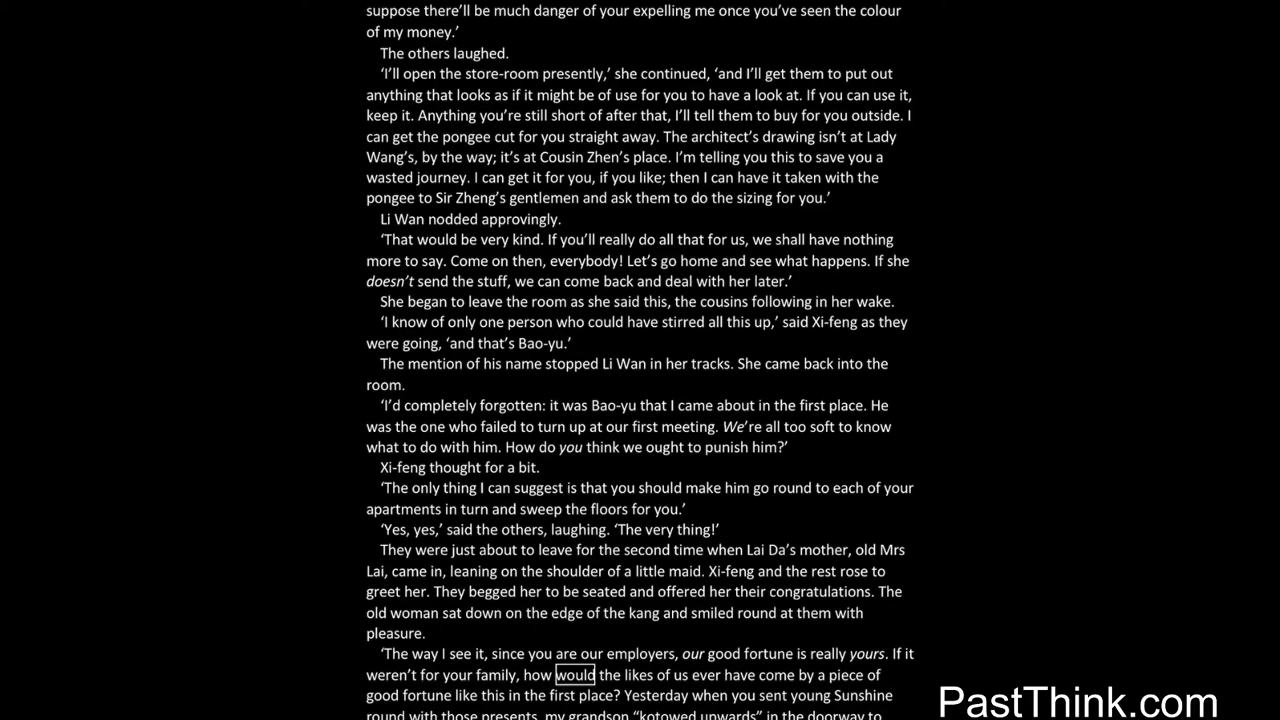 suppose there’ll be much danger of your expelling me once you’ve seen the colour
of my money.’
The others laughed.
‘I’ll open the store-room presently,’ she continued, ‘and I’ll get them to put out
anything that looks as if it might be of use for you to have a look at. If you can use it,
keep it. Anything you’re still short of after that, I’ll tell them to buy for you outside. I
can get the pongee cut for you straight away. The architect’s drawing isn’t at Lady
Wang’s, by the way; it’s at Cousin Zhen’s place. I’m telling you this to save you a
wasted journey. I can get it for you, if you like; then I can have it taken with the
pongee to Sir Zheng’s gentlemen and ask them to do the sizing for you.’
Li Wan nodded approvingly.
‘That would be very kind. If you’ll really do all that for us, we shall have nothing
more to say. Come on then, everybody! Let’s go home and see what happens. If she
doesn’t send the stuff, we can come back and deal with her later.’
She began to leave the room as she said this, the cousins following in her wake.
‘I know of only one person who could have stirred all this up,’ said Xi-feng as they
were going, ‘and that’s Bao-yu.’
The mention of his name stopped Li Wan in her tracks. She came back into the
room.
‘I’d completely forgotten: it was Bao-yu that I came about in the first place. He
was the one who failed to turn up at our first meeting. We’re all too soft to know
what to do with him. How do you think we ought to punish him?’
Xi-feng thought for a bit.
‘The only thing I can suggest is that you should make him go round to each of your
apartments in turn and sweep the floors for you.’
‘Yes, yes,’ said the others, laughing. ‘The very thing!’
They were just about to leave for the second time when Lai Da’s mother, old Mrs
Lai, came in, leaning on the shoulder of a little maid. Xi-feng and the rest rose to
greet her. They begged her to be seated and offered her their congratulations. The
old woman sat down on the edge of the kang and smiled round at them with
pleasure.
‘The way I see it, since you are our employers, our good fortune is really yours. If it
weren’t for your family, how would the likes of us ever have come by a piece of
good fortune like this in the first place? Yesterday when you sent young Sunshine
round with those presents, my grandson “kotowed upwards” in the doorway to
PastThink.com